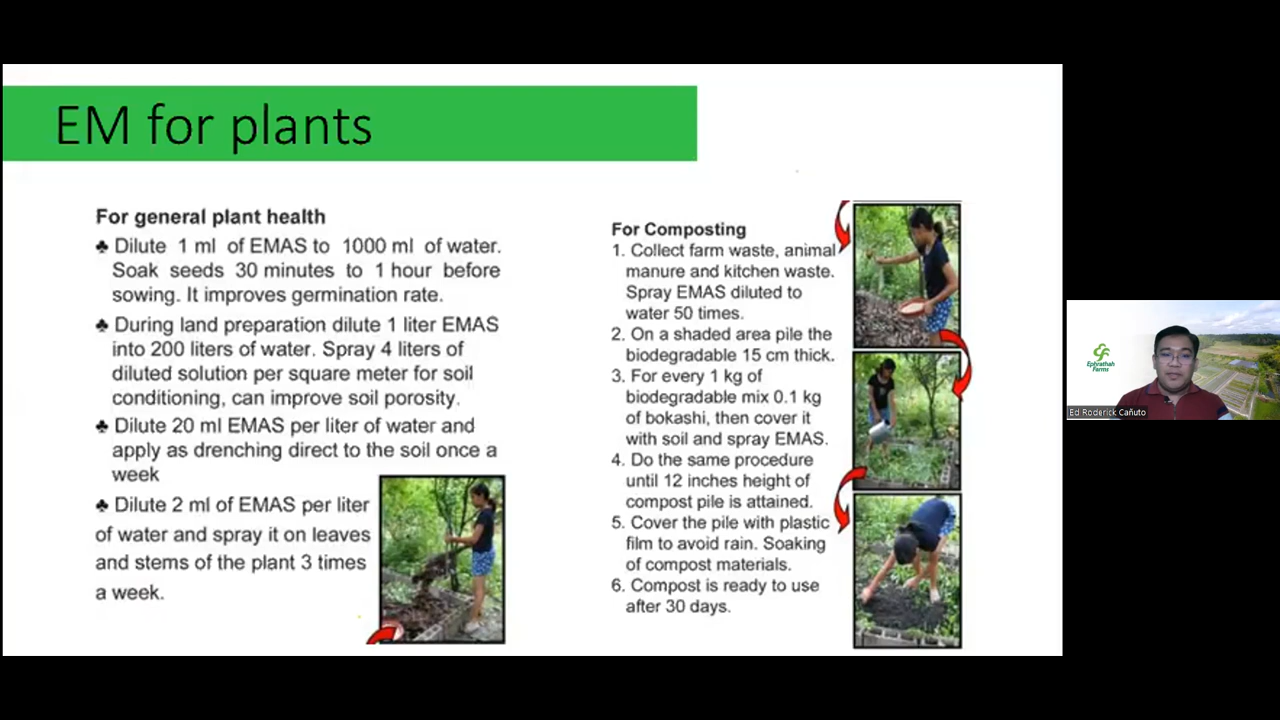 EM for plants
For general plant health
♣ Dilute 1 ml of EMAS to 1000 ml of water.
Soak seeds 30 minutes to 1 hour before
sowing. It improves germination rate.
♣ During land preparation dilute 1 liter EMAS
into 200 liters of water. Spray 4 liters of
diluted solution per square meter for soil
conditioning, can improve soil porosity.
♣ Dilute 20 ml EMAS per liter of water and
apply as drenching direct to the soil once a
week
♣ Dilute 2 ml of EMAS per liter
of water and spray it on leaves
and stems of the plant 3 times
a week.
For Composting
1. Collect farm waste, animal
manure and kitchen waste.
Spray EMAS diluted to
water 50 times.
2. On a shaded area pile the
biodegradable 15 cm thick.
3. For every 1 kg of
biodegradable mix 0.1 kg
of bokashi, then cover it
with soil and spray EMAS.
4. Do the same procedure
until 12 inches height of
compost pile is attained.
5. Cover the pile with plastic
film to avoid rain. Soaking
of compost materials.
6. Compost is ready to use
after 30 days.
Ephrathah
Farms
Ed Roderick Cañuto